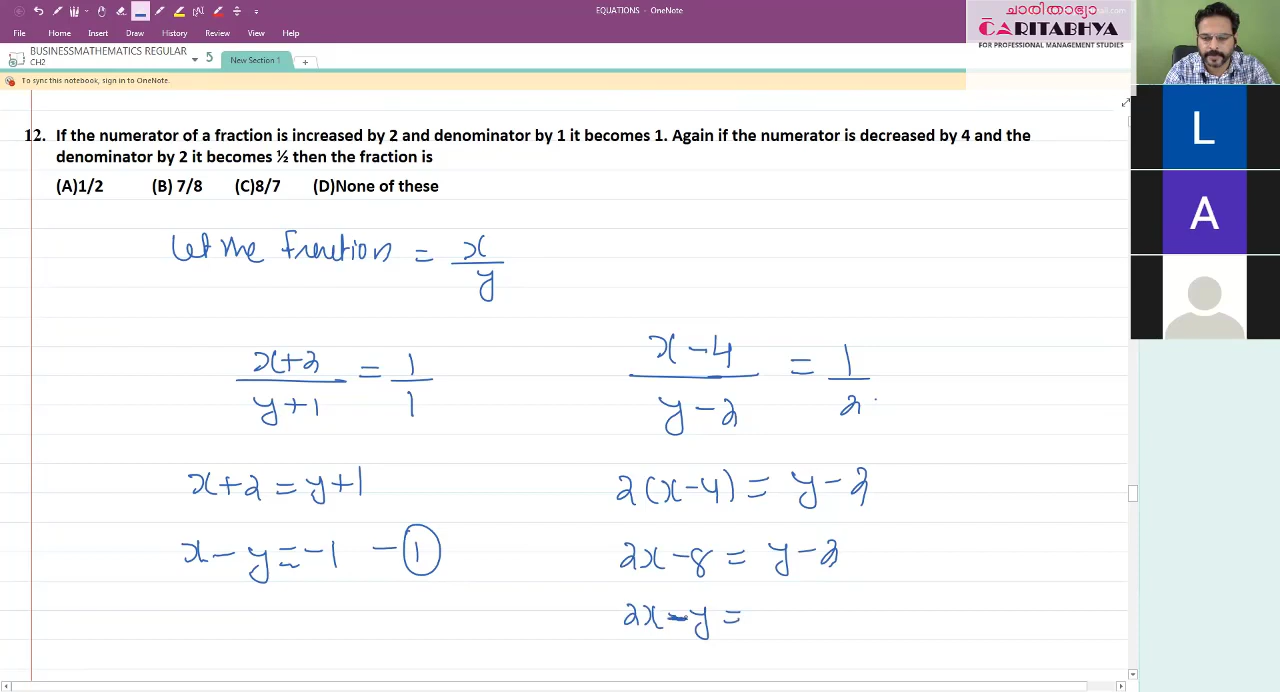 EQUATIONS - OneNote
File Home Insert Draw History Review View Help
ചാരിതാഭ്യാ
CARITABHYA
FOR PROFESSIONAL MANAGEMENT STUDIES
BUSINESSMATHEMATICS REGULAR
CH2
New Section 1
+
To sync this notebook, sign in to OneNote.
12. If the numerator of a fraction is increased by 2 and denominator by 1 it becomes 1. Again if the numerator is decreased by 4 and the
denominator by 2 it becomes ½ then the fraction is
(A)1/2 (B) 7/8 (C)8/7 (D)None of these
Let the fraction = x/y
(x+2)/(y+1) = 1/1
(x-4)/(y-2) = 1/2
x+2 = y+1
2(x-4) = y-2
x-y = -1 - ①
2x-8 = y-2
2x-y =
L
A